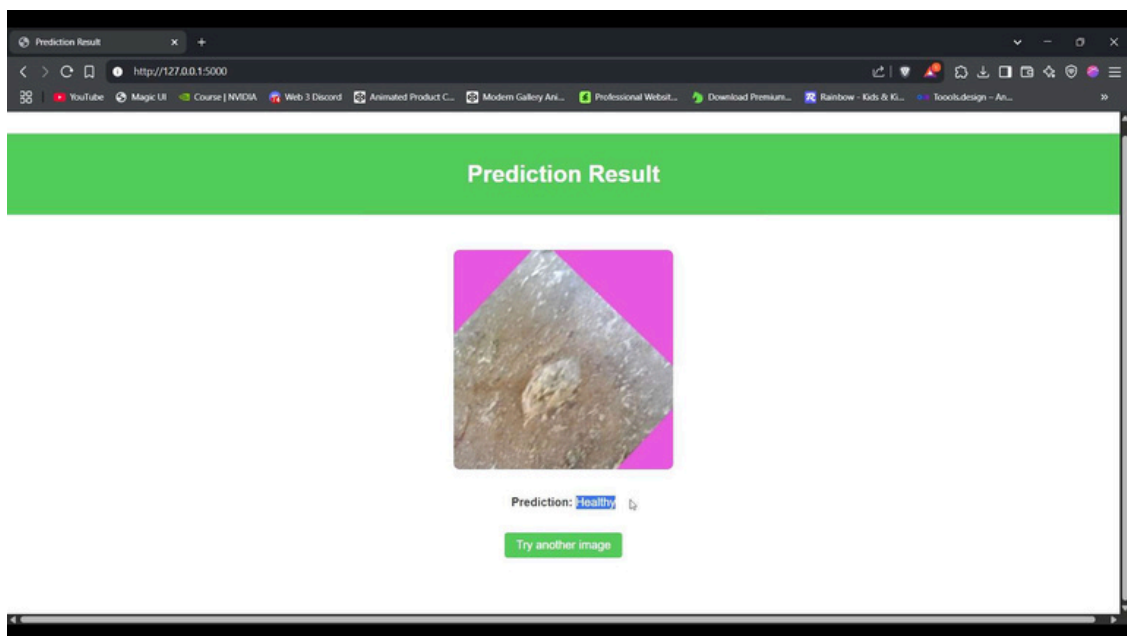 Prediction Result
http://127.0.0.1:5000
YouTube Magic UI Course | NVIDIA Web 3 Discord Animated Product C... Modern Gallery Ani... Professional Websit... Download Premium... Rainbow - Kids & Ki... Toools.design – An...
Prediction Result
Prediction: Healthy
Try another image